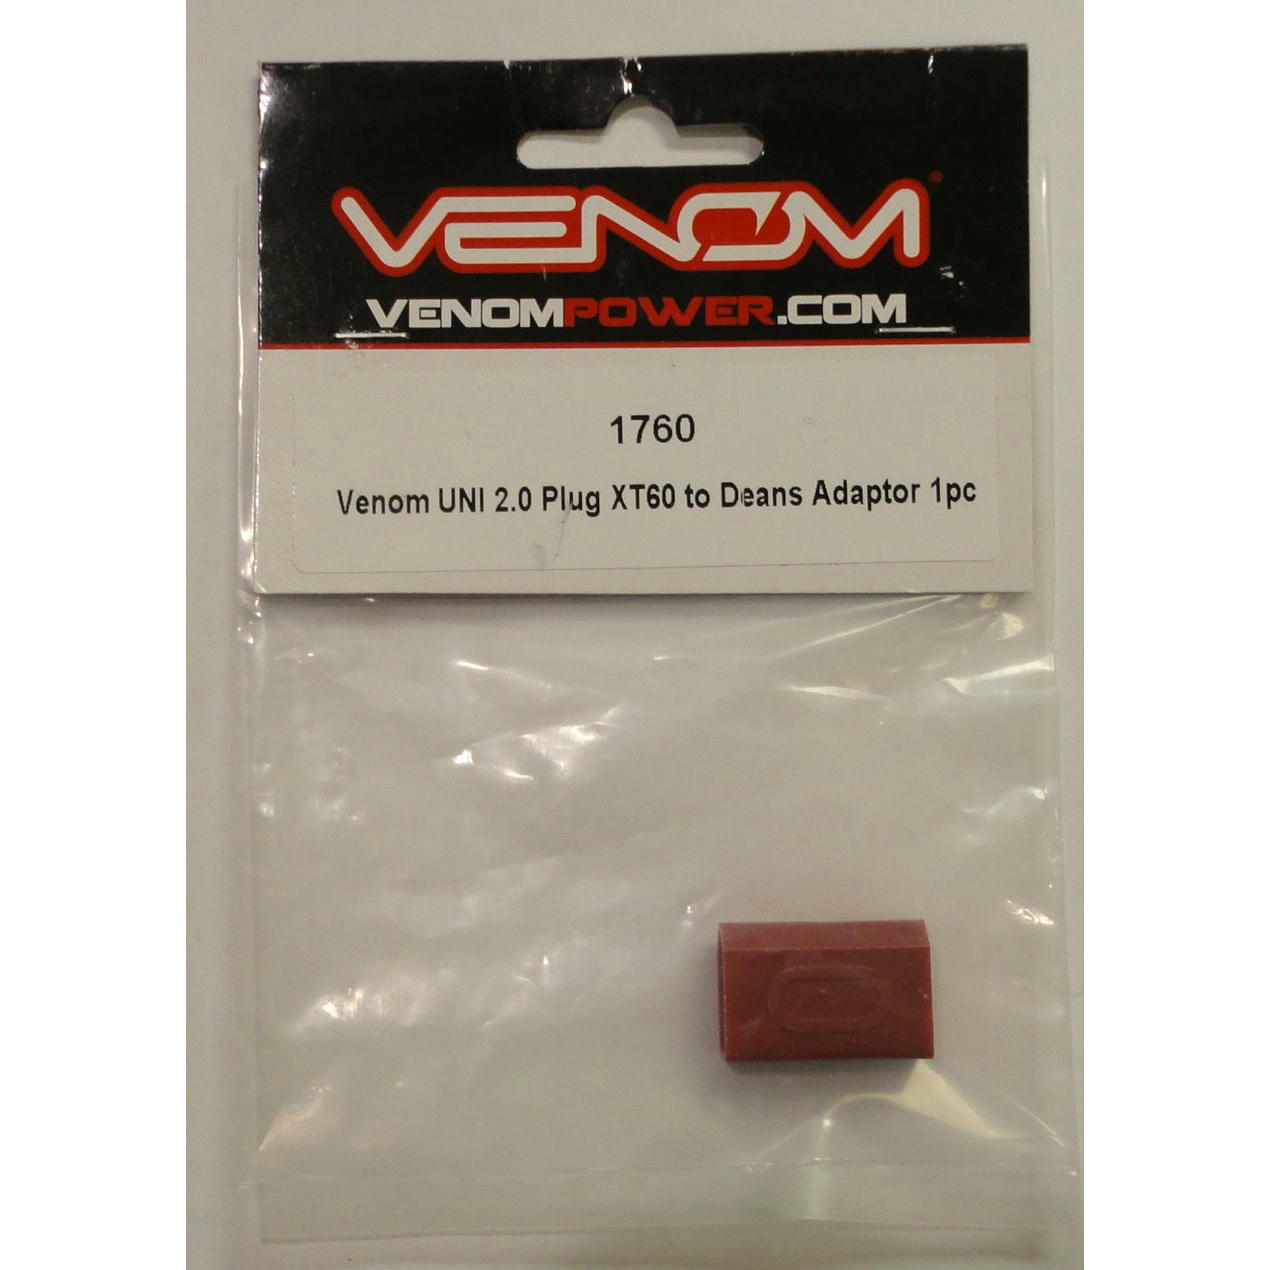 VENOM
VENOMPOWER.COM
1760
Venom UNI 2.0 Plug XT60 to Deans Adaptor 1pc